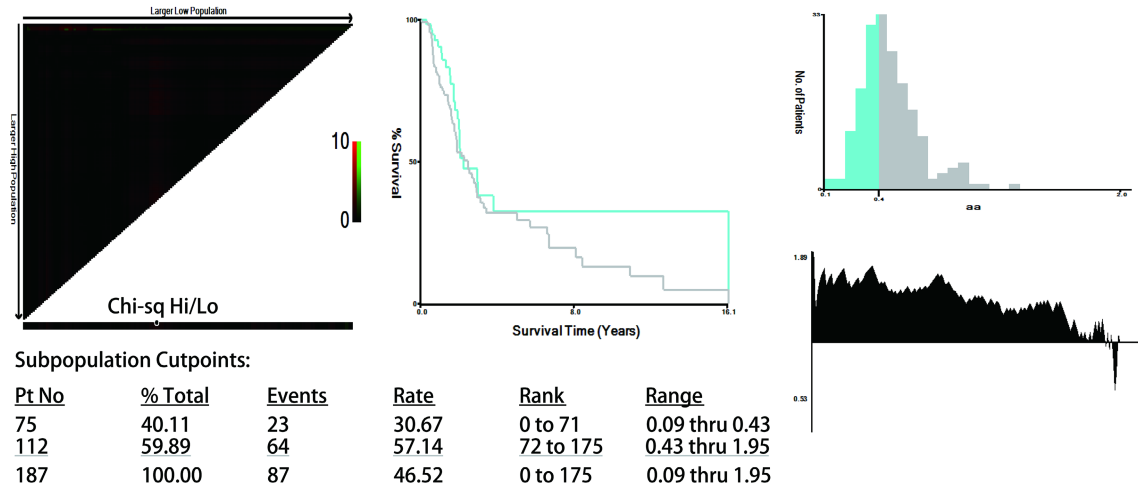 Larger Low Population
Larger High Population
10
0
Chi-sq Hi/Lo
0
100
50
0
% Survival
0.0 8.0 16.1
Survival Time (Years)
33
0
No. of Patients
0.1 0.4 2.0
aa
1.89
0.53
Subpopulation Cutpoints:
Pt No % Total Events Rate Rank Range
75 40.11 23 30.67 0 to 71 0.09 thru 0.43
112 59.89 64 57.14 72 to 175 0.43 thru 1.95
187 100.00 87 46.52 0 to 175 0.09 thru 1.95